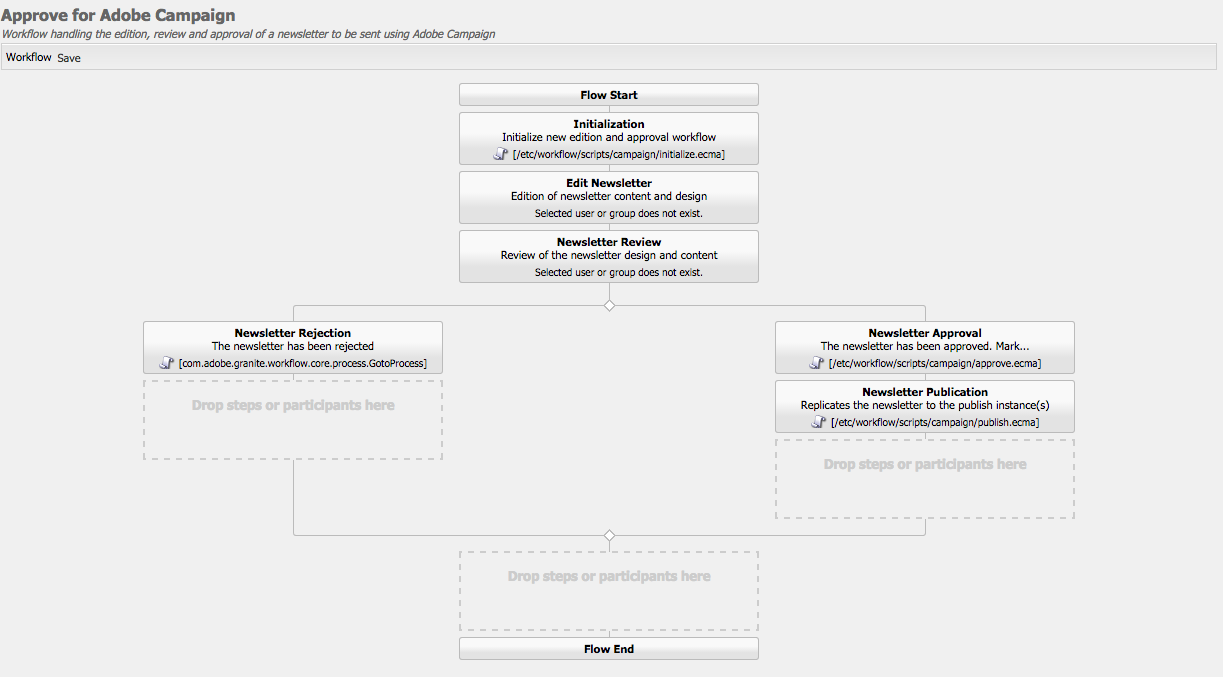 Approve for Adobe Campaign
Workflow handling the edition, review and approval of a newsletter to be sent using Adobe Campaign
Workflow Save
Flow Start
Initialization
Initialize new edition and approval workflow
[/etc/workflow/scripts/campaign/initialize.ecma]
Edit Newsletter
Edition of newsletter content and design
Selected user or group does not exist.
Newsletter Review
Review of the newsletter design and content
Selected user or group does not exist.
Newsletter Rejection
The newsletter has been rejected
[com.adobe.granite.workflow.core.process.GotoProcess]
Drop steps or participants here
Newsletter Approval
The newsletter has been approved. Mark...
[/etc/workflow/scripts/campaign/approve.ecma]
Newsletter Publication
Replicates the newsletter to the publish instance(s)
[/etc/workflow/scripts/campaign/publish.ecma]
Drop steps or participants here
Drop steps or participants here
Flow End